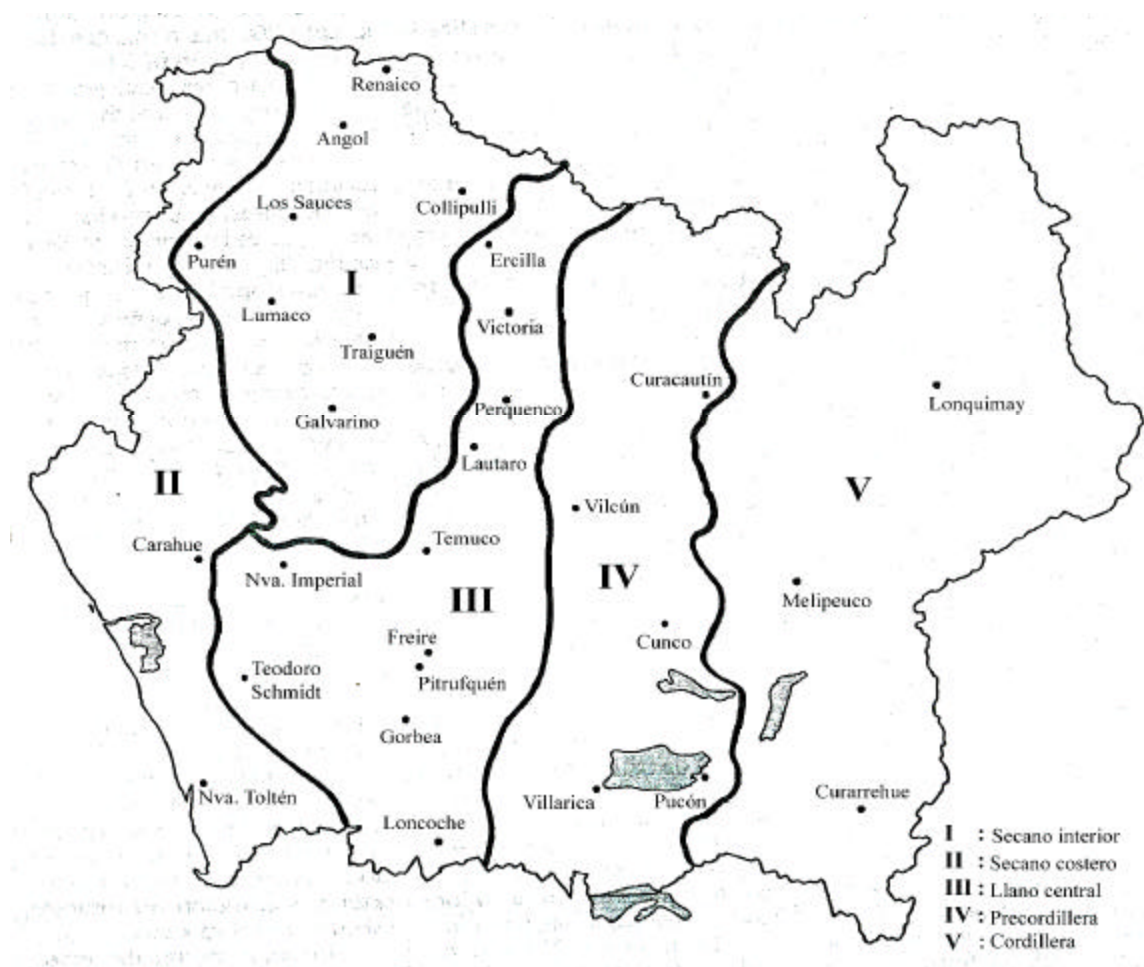 Renaico
Angol
Los Sauces
Collipulli
Purén
Ercilla
I
Lumaco
Victoria
Traiguén
Curacautín
Lonquimay
Perquenco
Galvarino
Lautaro
II
V
Vilcún
Carahue
Temuco
Nva. Imperial
IV
III
Melipeuco
Freire
Cunco
Teodoro
Schmidt
Pitrufquén
Gorbea
Nva. Toltén
Villarica
Pucón
Curarrehue
Loncoche
I : Secano interior
II : Secano costero
III : Llano central
IV : Precordillera
V : Cordillera